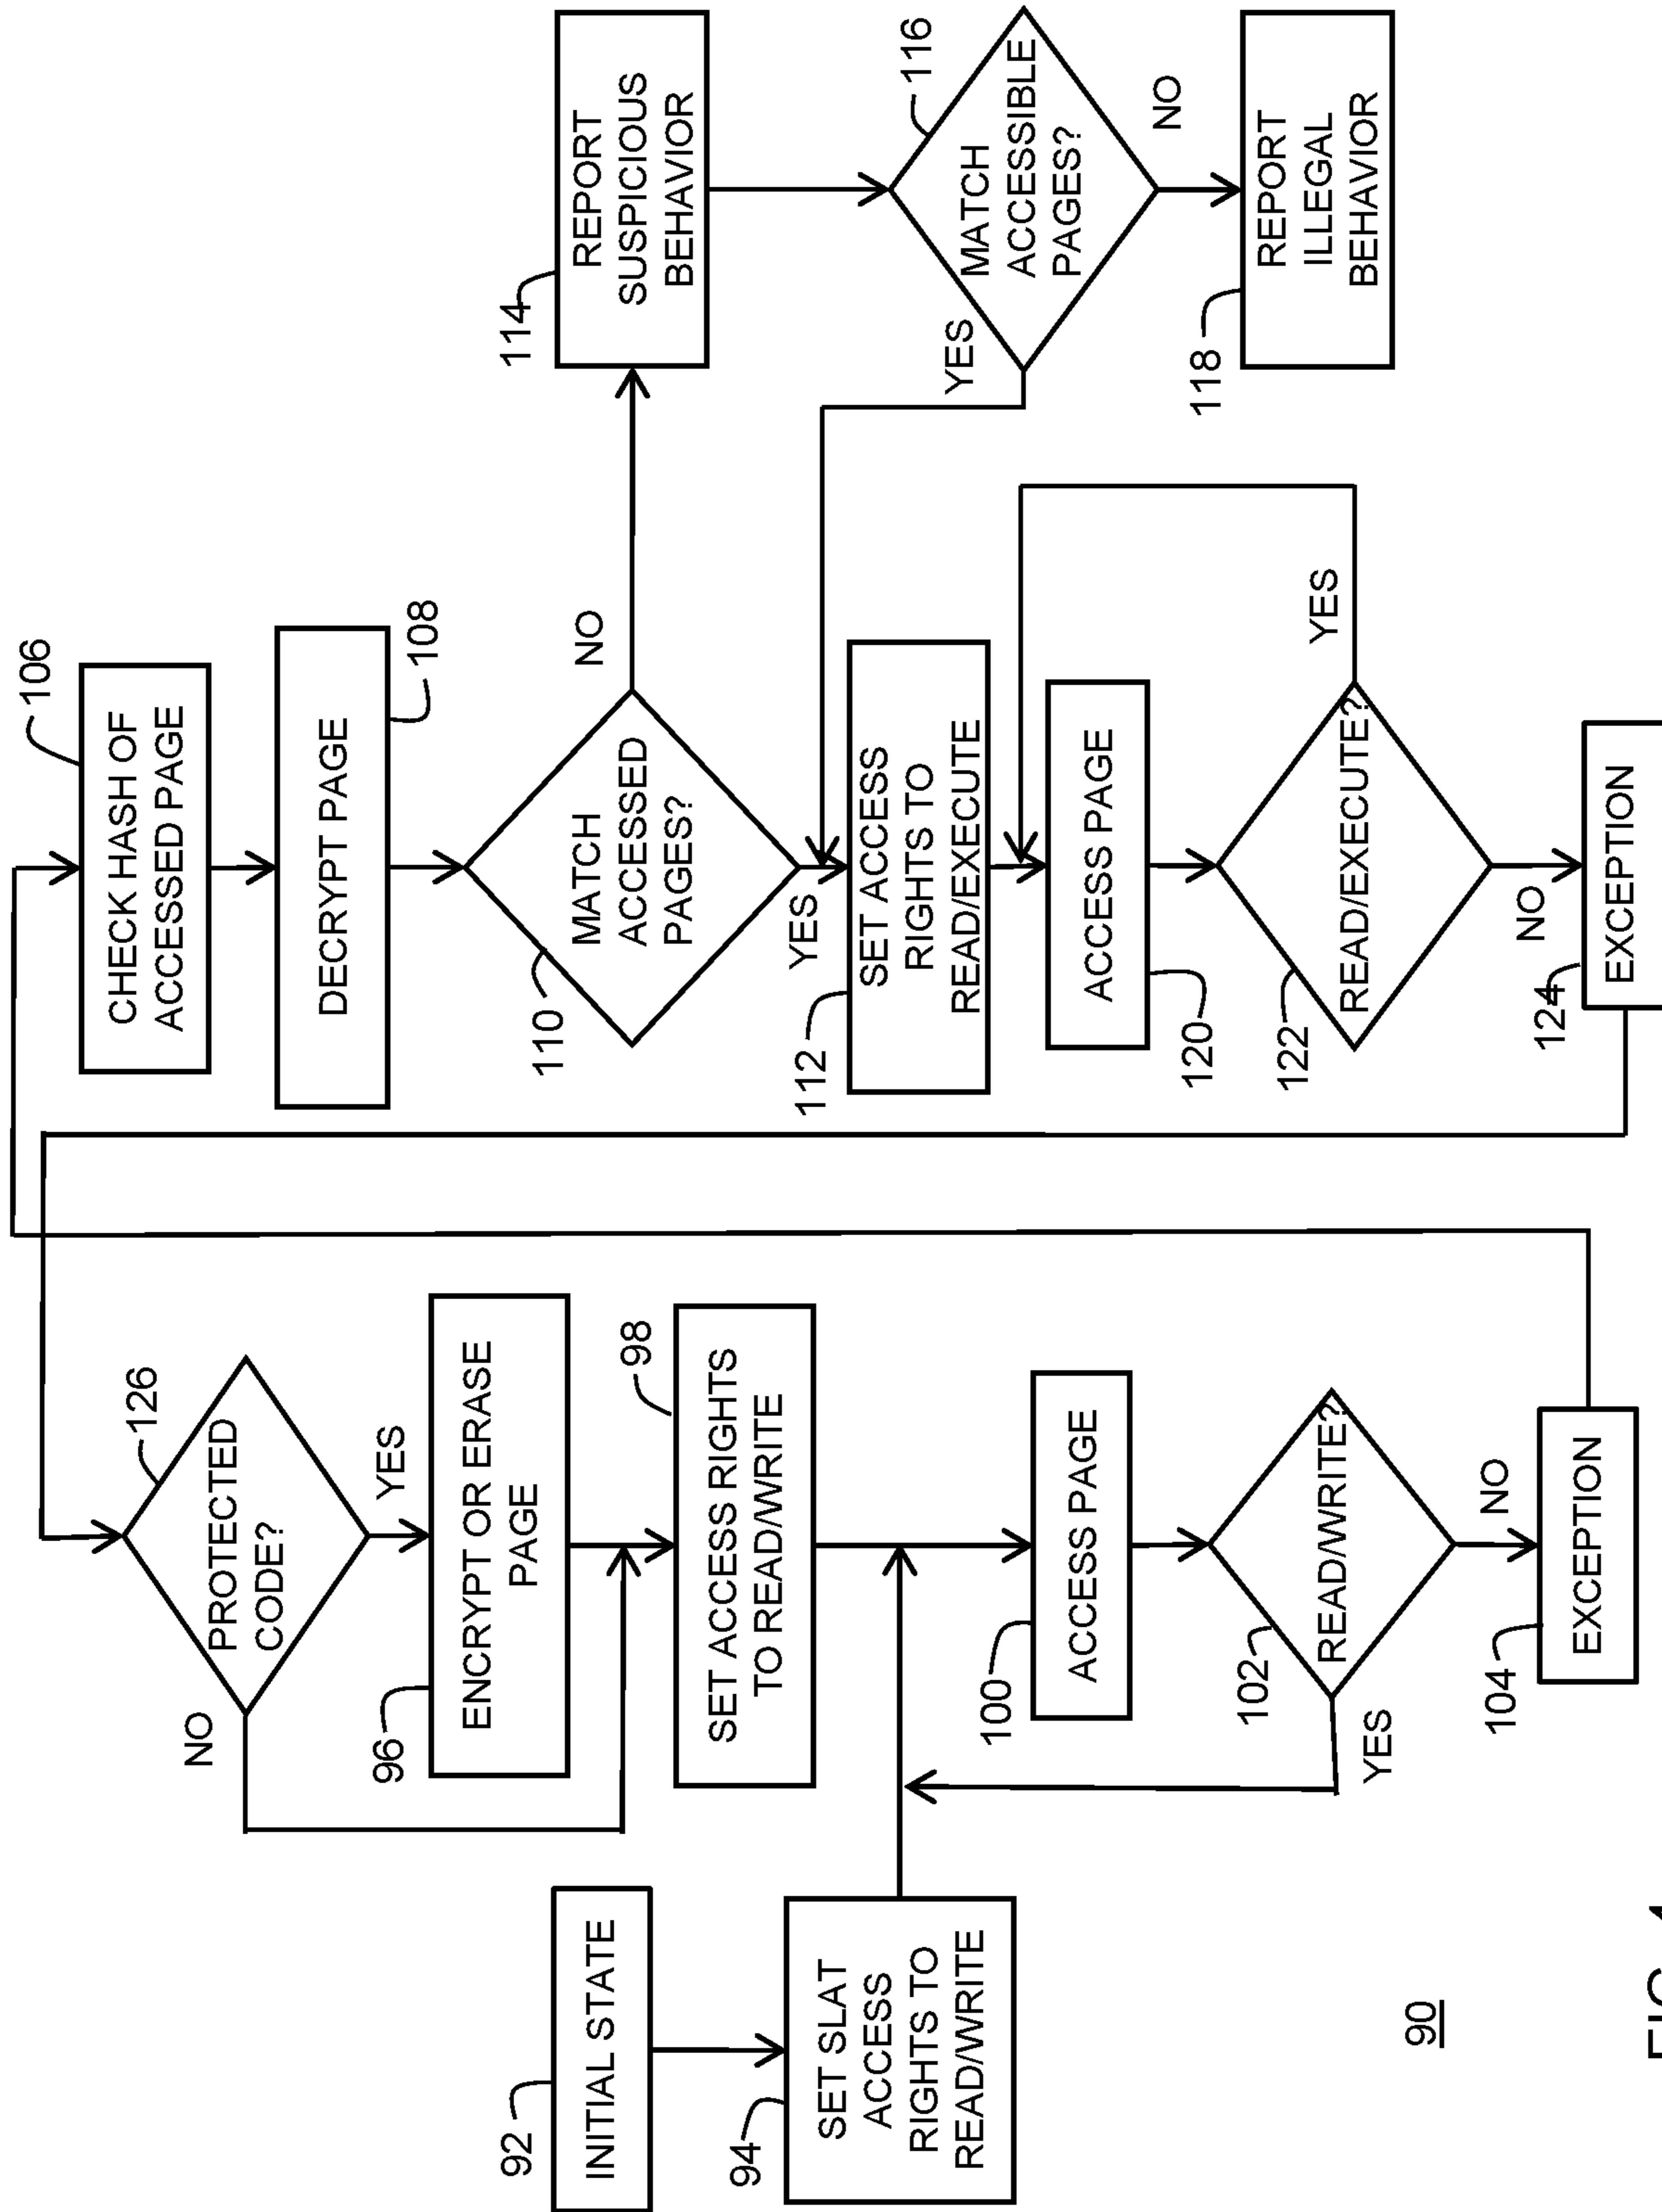 92
INITIAL STATE
94
SET SLAT
ACCESS
RIGHTS TO
READ/WRITE
126
PROTECTED
CODE?
NO
YES
96
ENCRYPT OR ERASE
PAGE
98
SET ACCESS RIGHTS
TO READ/WRITE
100
ACCESS PAGE
102
READ/WRITE?
YES
NO
104
EXCEPTION
106
CHECK HASH OF
ACCESSED PAGE
DECRYPT PAGE
108
110
MATCH
ACCESSED
PAGES?
NO
YES
112
SET ACCESS
RIGHTS TO
READ/EXECUTE
ACCESS PAGE
120
122
READ/EXECUTE?
YES
NO
124
EXCEPTION
114
REPORT
SUSPICIOUS
BEHAVIOR
116
MATCH
ACCESSIBLE
PAGES?
YES
NO
118
REPORT
ILLEGAL
BEHAVIOR
90